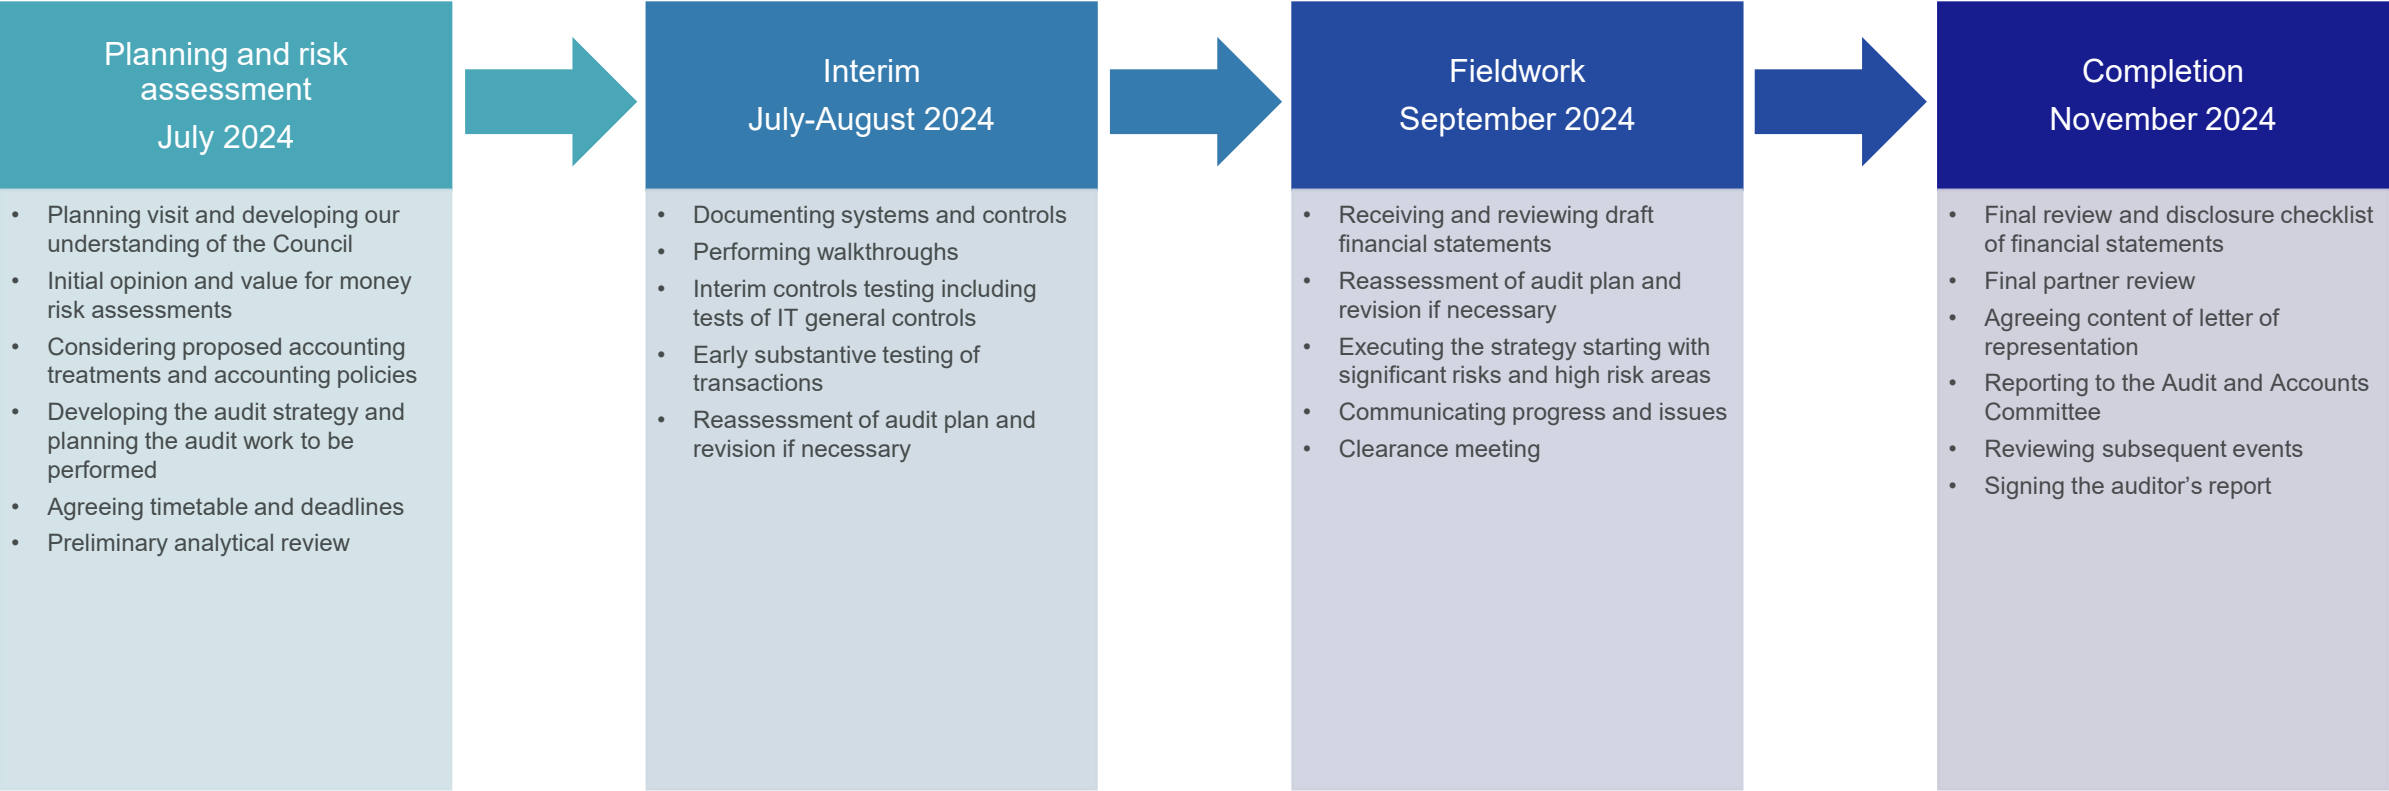 Planning and risk
assessment
July 2024
• Planning visit and developing our
understanding of the Council
• Initial opinion and value for money
risk assessments
• Considering proposed accounting
treatments and accounting policies
• Developing the audit strategy and
planning the audit work to be
performed
• Agreeing timetable and deadlines
• Preliminary analytical review
Interim
July-August 2024
• Documenting systems and controls
• Performing walkthroughs
• Interim controls testing including
tests of IT general controls
• Early substantive testing of
transactions
• Reassessment of audit plan and
revision if necessary
Fieldwork
September 2024
• Receiving and reviewing draft
financial statements
• Reassessment of audit plan and
revision if necessary
• Executing the strategy starting with
significant risks and high risk areas
• Communicating progress and issues
• Clearance meeting
Completion
November 2024
• Final review and disclosure checklist
of financial statements
• Final partner review
• Agreeing content of letter of
representation
• Reporting to the Audit and Accounts
Committee
• Reviewing subsequent events
• Signing the auditor’s report